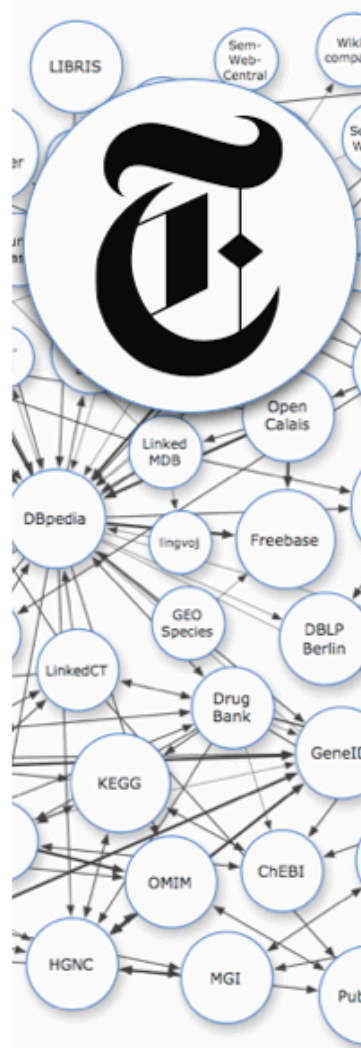 LIBRIS
Sem-
Web-
Central
T
Open
Calais
Linked
MDB
DBpedia
lingvoj
Freebase
GEO
Species
DBLP
Berlin
LinkedCT
Drug
Bank
GeneID
KEGG
ChEBI
OMIM
HGNC
MGI